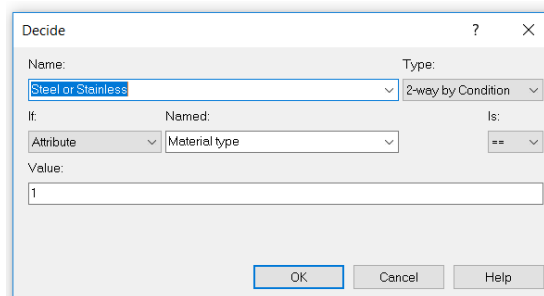 Decide ? ×
Name: Type:
Steel or Stainless 2-way by Condition
If: Named: Is:
Attribute Material type ==
Value:
1
OK Cancel Help